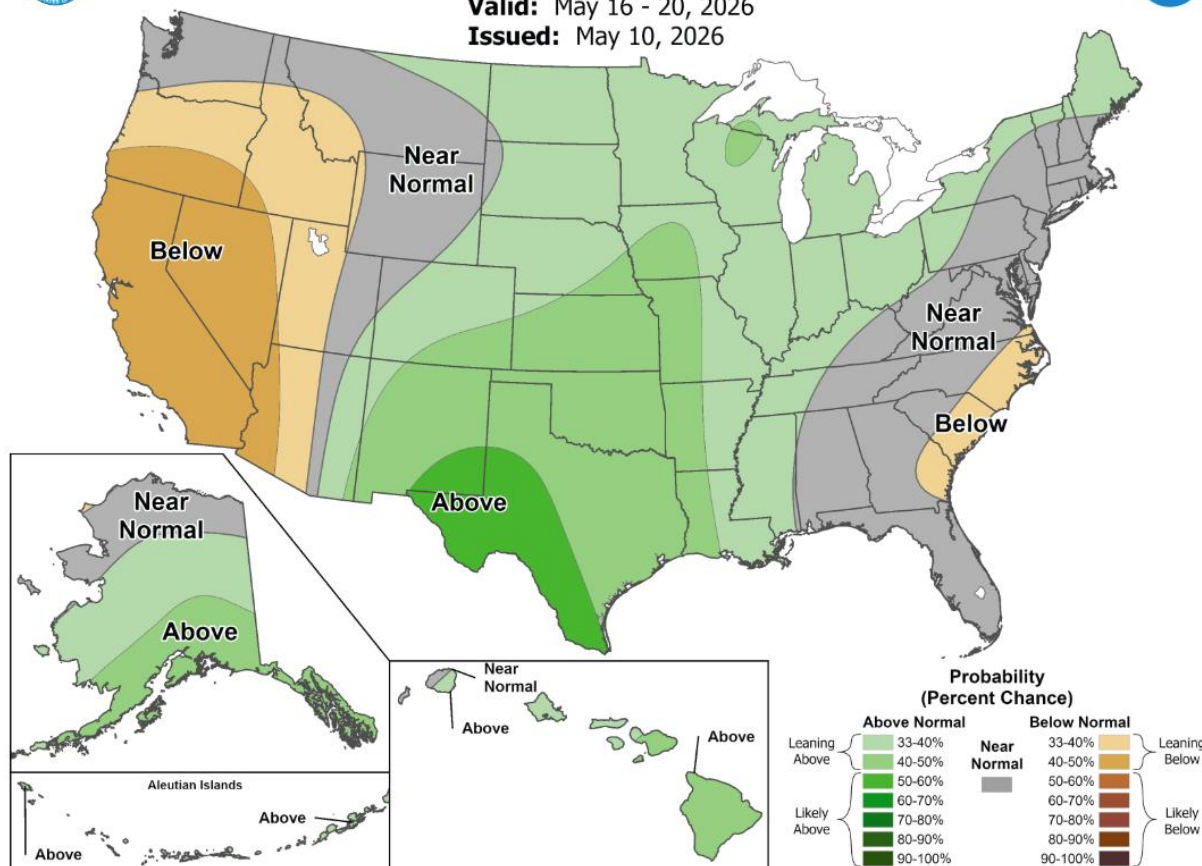 Valid: May 16 - 20, 2026
Issued: May 10, 2026
Near
Normal
Below
Near
Normal
Below
Above
Near
Normal
Above
Near
Normal
Above
Above
Aleutian Islands
Above
Above
Probability
(Percent Chance)
Above Normal
Below Normal
Leaning
Above
33-40%
40-50%
50-60%
60-70%
70-80%
80-90%
90-100%
Likely
Above
Near
Normal
33-40%
40-50%
50-60%
60-70%
70-80%
80-90%
90-100%
Leaning
Below
Likely
Below